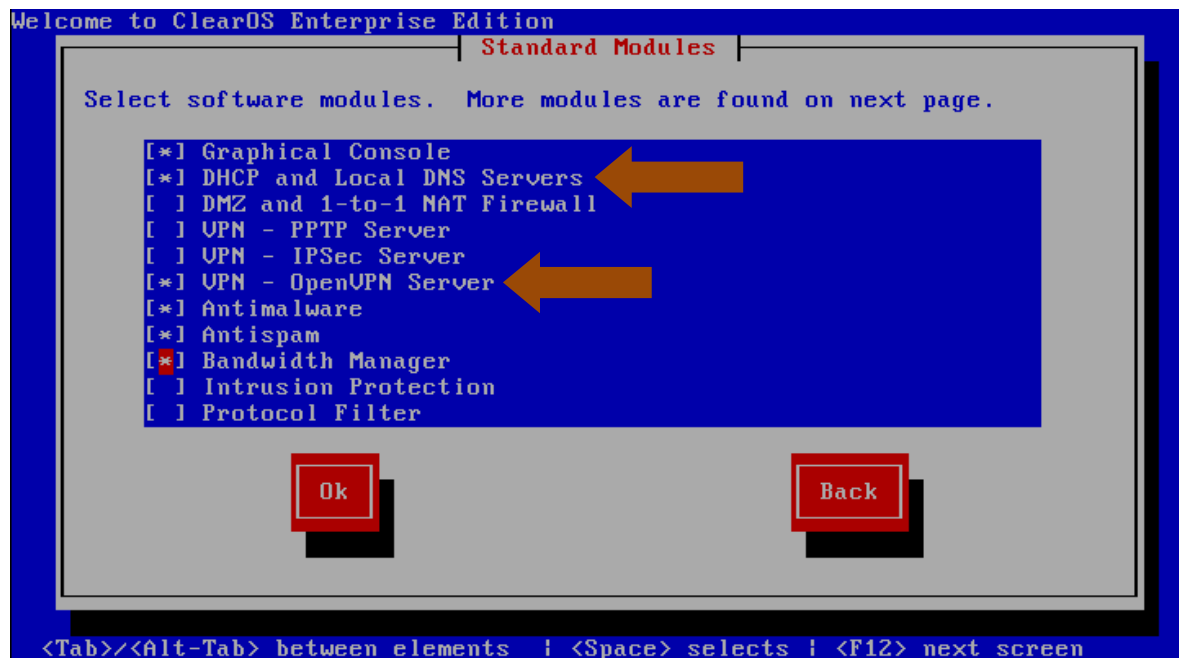 Welcome to ClearOS Enterprise Edition
Standard Modules
Select software modules.  More modules are found on next page.
[*] Graphical Console
[*] DHCP and Local DNS Servers
[ ] DMZ and 1-to-1 NAT Firewall
[ ] VPN - PPTP Server
[ ] VPN - IPSec Server
[*] VPN - OpenVPN Server
[*] Antimalware
[*] Antispam
[*] Bandwidth Manager
[ ] Intrusion Protection
[ ] Protocol Filter
Ok Back
<Tab>/<Alt-Tab> between elements  | <Space> selects | <F12> next screen